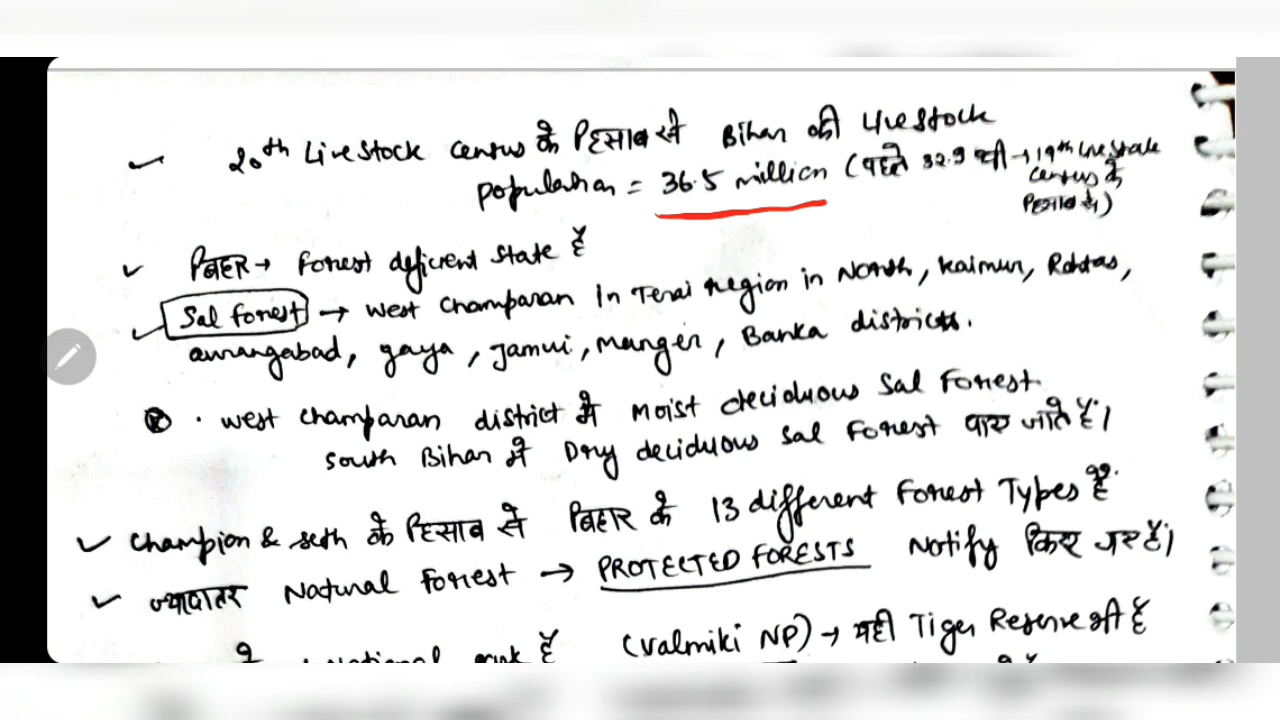 20th Livestock Census के हिसाब से Bihar की Livestock
Population = 36.5 million (पहले 32.9 थी → 19th Livestock
Census के
हिसाब से)
बिहार → Forest deficient State है
Sal Forest → West Champaran in Terai region in North, Kaimur, Rohtas,
aurangabad, gaya, Jamui, Munger, Banka districts.
· West Champaran district में Moist deciduous Sal Forest
South Bihar में Dry deciduous Sal Forest पाए जाते हैं।
Champion & Seth के हिसाब से बिहार के 13 different Forest Types हैं
ज्यादातर Natural Forest → PROTECTED FORESTS Notify किए गए हैं।
National park है (Valmiki NP) → यही Tiger Reserve भी है